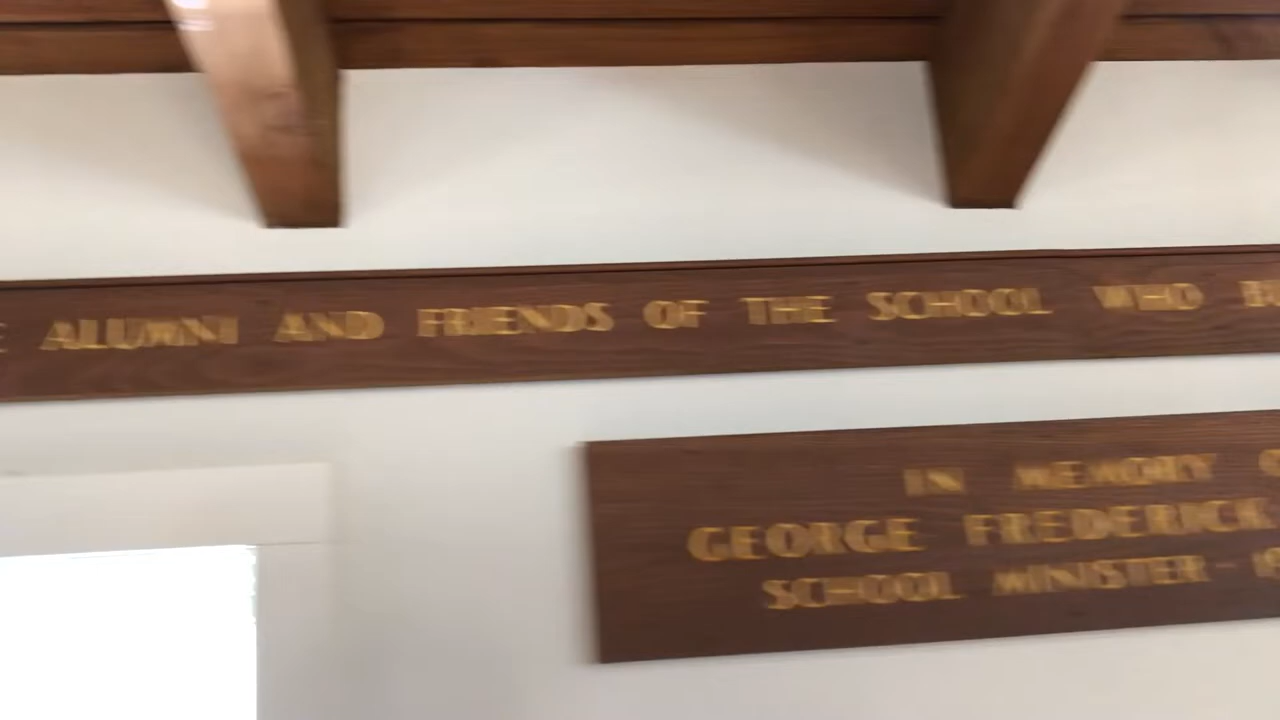 ALUMNI AND FRIENDS OF THE SCHOOL WHO
IN MEMORY
GEORGE FREDERICK
SCHOOL MINISTER -